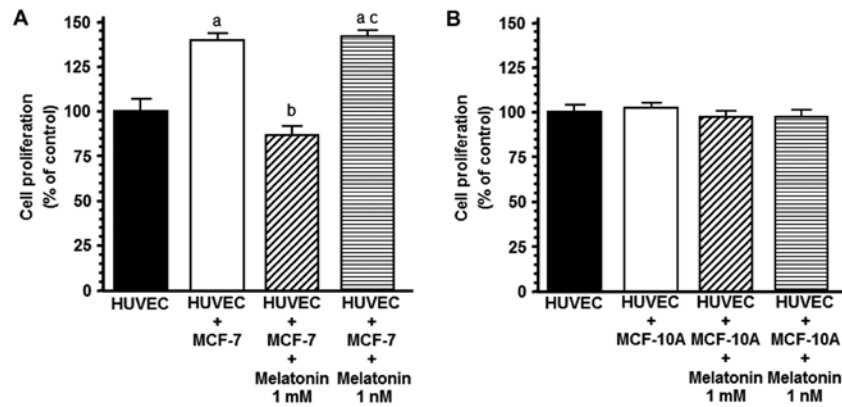 A
Cell proliferation
(% of control)
150
125
100
75
50
25
0
a
b
a c
HUVEC
HUVEC
+
MCF-7
HUVEC
+
MCF-7
+
Melatonin
1 mM
HUVEC
+
MCF-7
+
Melatonin
1 nM
B
Cell proliferation
(% of control)
150
125
100
75
50
25
0
HUVEC
HUVEC
+
MCF-10A
HUVEC
+
MCF-10A
+
Melatonin
1 mM
HUVEC
+
MCF-10A
+
Melatonin
1 nM